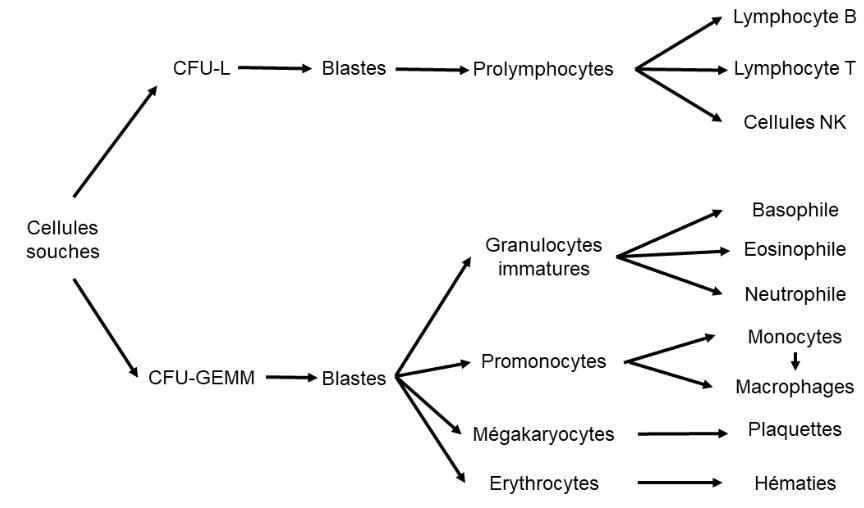 Lymphocyte B
CFU-L
Blastes
Prolymphocytes
Lymphocyte T
Cellules NK
Cellules
souches
Granulocytes
immatures
Basophile
Eosinophile
Neutrophile
CFU-GEMM
Blastes
Promonocytes
Monocytes
Macrophages
Mégakaryocytes
Plaquettes
Erythrocytes
Hématies